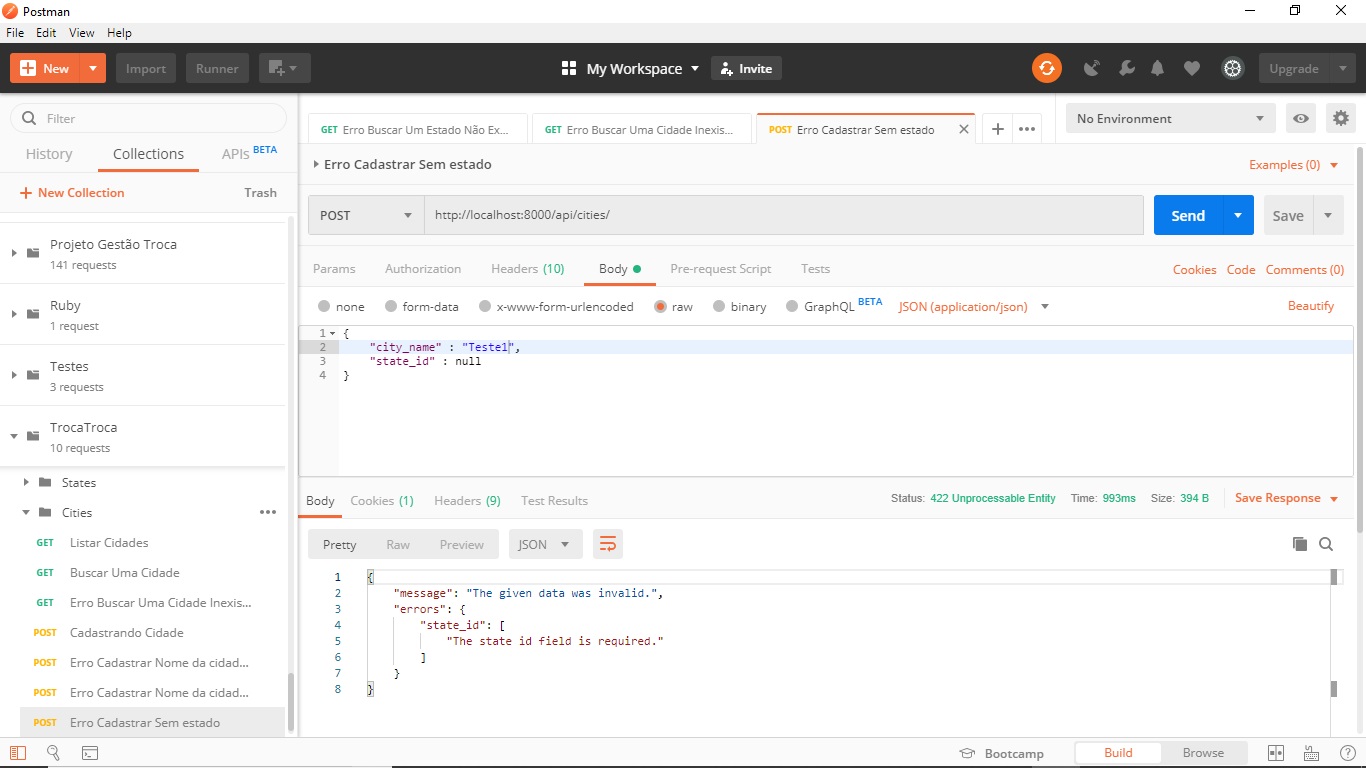 Postman
File Edit View Help
New Import Runner My Workspace Invite Upgrade
Filter
History Collections APIs BETA
New Collection Trash
Projeto Gestão Troca
141 requests
Ruby
1 request
Testes
3 requests
TrocaTroca
10 requests
States
Cities
GET Listar Cidades
GET Buscar Uma Cidade
GET Erro Buscar Uma Cidade Inexis...
POST Cadastrando Cidade
POST Erro Cadastrar Nome da cidad...
POST Erro Cadastrar Nome da cidad...
POST Erro Cadastrar Sem estado
GET Erro Buscar Um Estado Não Ex... GET Erro Buscar Uma Cidade Inexis... POST Erro Cadastrar Sem estado No Environment
Erro Cadastrar Sem estado Examples (0)
POST http://localhost:8000/api/cities/ Send Save
Params Authorization Headers (10) Body Pre-request Script Tests Cookies Code Comments (0)
none form-data x-www-form-urlencoded raw binary GraphQL BETA JSON (application/json) Beautify
1 {
2 "city_name" : "Teste1",
3 "state_id" : null
4 }
Body Cookies (1) Headers (9) Test Results Status: 422 Unprocessable Entity Time: 993ms Size: 394 B Save Response
Pretty Raw Preview JSON
1 {
2 "message": "The given data was invalid.",
3 "errors": {
4 "state_id": [
5 "The state id field is required."
6 ]
7 }
8 }
Bootcamp Build Browse